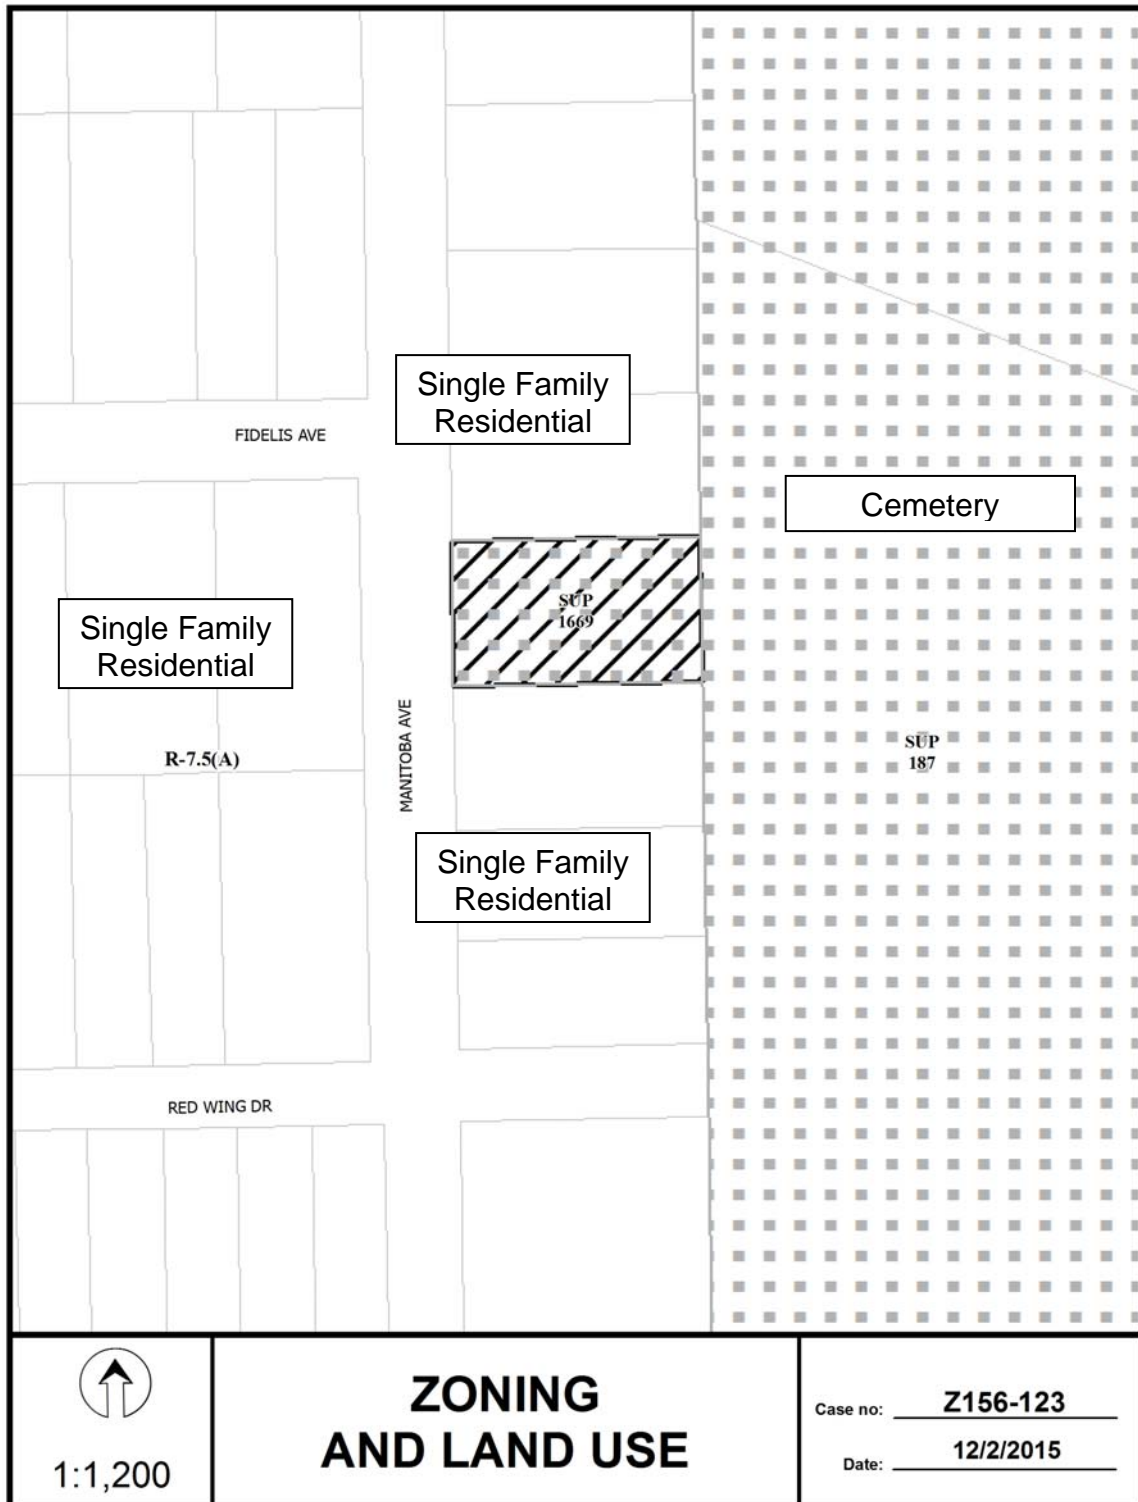 Single Family
Residential
FIDELIS AVE
Cemetery
SUP
1669
Single Family
Residential
MANITOBA AVE
R-7.5(A)
SUP
187
Single Family
Residential
RED WING DR
1:1,200
ZONING
AND LAND USE
Case no: Z156-123
Date: 12/2/2015